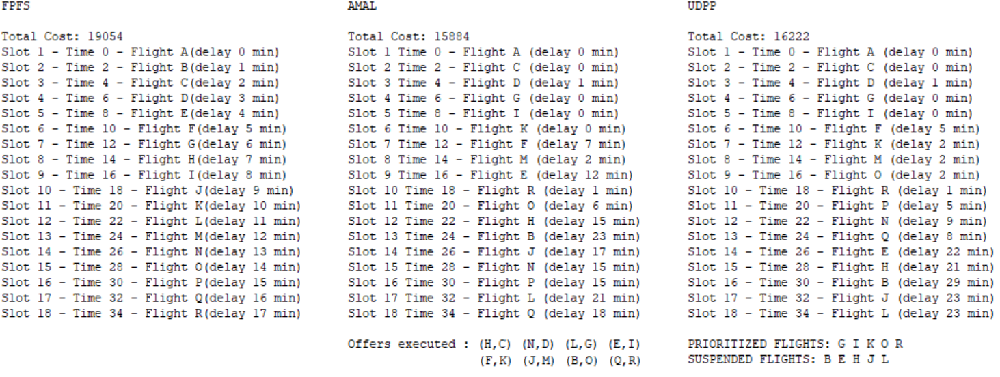 FPFS
Total Cost: 19054
Slot 1 - Time 0 - Flight A(delay 0 min)
Slot 2 - Time 2 - Flight B(delay 1 min)
Slot 3 - Time 4 - Flight C(delay 2 min)
Slot 4 - Time 6 - Flight D(delay 3 min)
Slot 5 - Time 8 - Flight E(delay 4 min)
Slot 6 - Time 10 - Flight F(delay 5 min)
Slot 7 - Time 12 - Flight G(delay 6 min)
Slot 8 - Time 14 - Flight H(delay 7 min)
Slot 9 - Time 16 - Flight I(delay 8 min)
Slot 10 - Time 18 - Flight J(delay 9 min)
Slot 11 - Time 20 - Flight K(delay 10 min)
Slot 12 - Time 22 - Flight L(delay 11 min)
Slot 13 - Time 24 - Flight M(delay 12 min)
Slot 14 - Time 26 - Flight N(delay 13 min)
Slot 15 - Time 28 - Flight O(delay 14 min)
Slot 16 - Time 30 - Flight P(delay 15 min)
Slot 17 - Time 32 - Flight Q(delay 16 min)
Slot 18 - Time 34 - Flight R(delay 17 min)
AMAL
Total Cost: 15884
Slot 1 Time 0 - Flight A (delay 0 min)
Slot 2 Time 2 - Flight C (delay 0 min)
Slot 3 Time 4 - Flight D (delay 1 min)
Slot 4 Time 6 - Flight G (delay 0 min)
Slot 5 Time 8 - Flight I (delay 0 min)
Slot 6 Time 10 - Flight K (delay 0 min)
Slot 7 Time 12 - Flight F (delay 7 min)
Slot 8 Time 14 - Flight M (delay 2 min)
Slot 9 Time 16 - Flight E (delay 12 min)
Slot 10 Time 18 - Flight R (delay 1 min)
Slot 11 Time 20 - Flight O (delay 6 min)
Slot 12 Time 22 - Flight H (delay 15 min)
Slot 13 Time 24 - Flight B (delay 23 min)
Slot 14 Time 26 - Flight J (delay 17 min)
Slot 15 Time 28 - Flight N (delay 15 min)
Slot 16 Time 30 - Flight P (delay 15 min)
Slot 17 Time 32 - Flight L (delay 21 min)
Slot 18 Time 34 - Flight Q (delay 18 min)
Offers executed : (H,C) (N,D) (L,G) (E,I)
(F,K) (J,M) (B,O) (Q,R)
UDPP
Total Cost: 16222
Slot 1 - Time 0 - Flight A (delay 0 min)
Slot 2 - Time 2 - Flight C (delay 0 min)
Slot 3 - Time 4 - Flight D (delay 1 min)
Slot 4 - Time 6 - Flight G (delay 0 min)
Slot 5 - Time 8 - Flight I (delay 0 min)
Slot 6 - Time 10 - Flight F (delay 5 min)
Slot 7 - Time 12 - Flight K (delay 2 min)
Slot 8 - Time 14 - Flight M (delay 2 min)
Slot 9 - Time 16 - Flight O (delay 2 min)
Slot 10 - Time 18 - Flight R (delay 1 min)
Slot 11 - Time 20 - Flight P (delay 5 min)
Slot 12 - Time 22 - Flight N (delay 9 min)
Slot 13 - Time 24 - Flight Q (delay 8 min)
Slot 14 - Time 26 - Flight E (delay 22 min)
Slot 15 - Time 28 - Flight H (delay 21 min)
Slot 16 - Time 30 - Flight B (delay 29 min)
Slot 17 - Time 32 - Flight J (delay 23 min)
Slot 18 - Time 34 - Flight L (delay 23 min)
PRIORITIZED FLIGHTS: G I K O R
SUSPENDED FLIGHTS: B E H J L